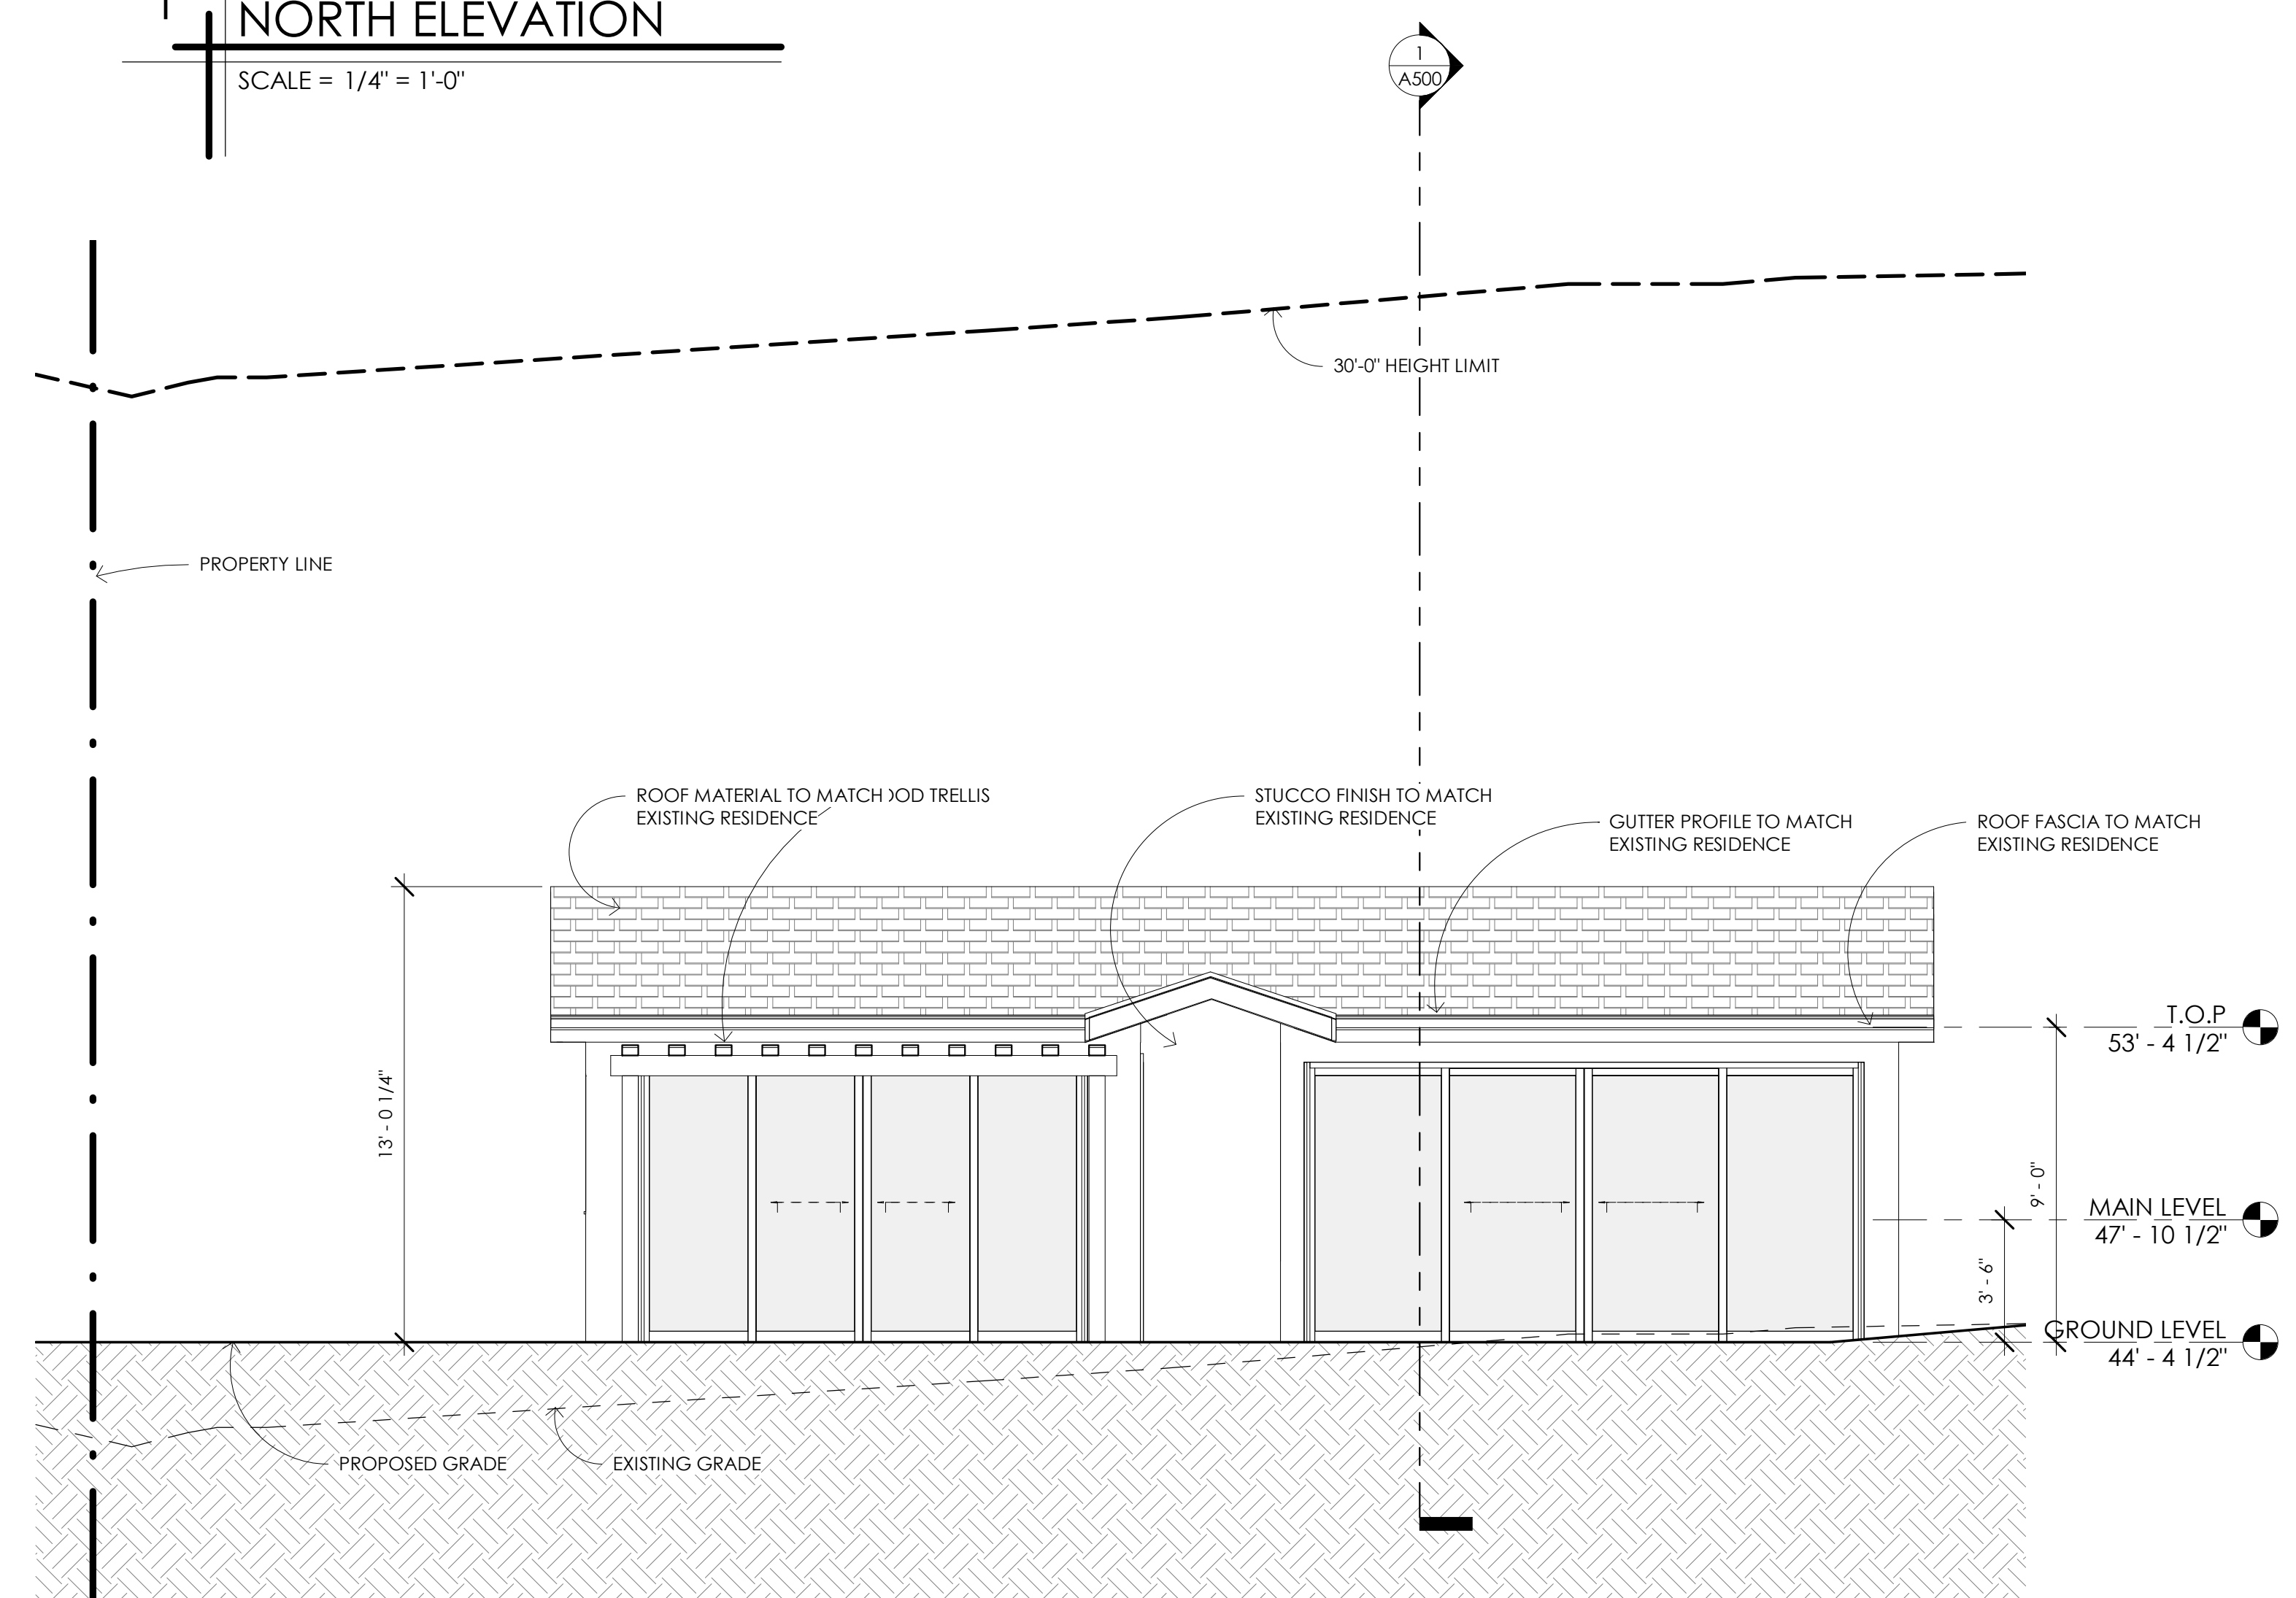 NORTH ELEVATION
SCALE = 1/4" = 1'-0"
1
A500
30'-0" HEIGHT LIMIT
PROPERTY LINE
ROOF MATERIAL TO MATCH
EXISTING RESIDENCE
TRELLIS
STUCCO FINISH TO MATCH
EXISTING RESIDENCE
GUTTER PROFILE TO MATCH
EXISTING RESIDENCE
ROOF FASCIA TO MATCH
EXISTING RESIDENCE
T.O.P
53' - 4 1/2"
13' - 0 1/4"
9' - 0"
MAIN LEVEL
47' - 10 1/2"
3' - 6"
GROUND LEVEL
44' - 4 1/2"
PROPOSED GRADE
EXISTING GRADE